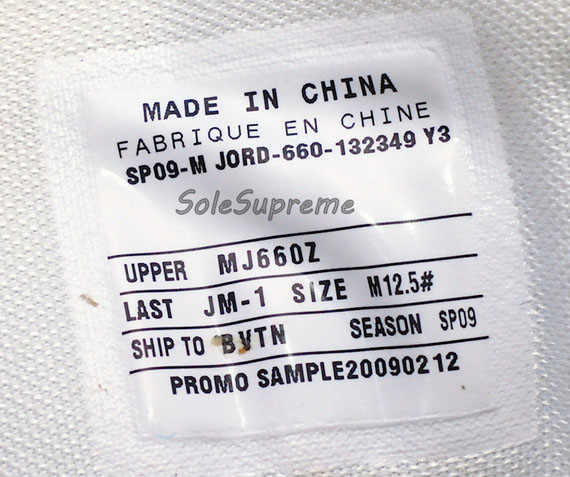 MADE IN CHINA
FABRIQUE EN CHINE
SP09-M JORD-660-132349 Y3
SoleSupreme
UPPER MJ660Z
LAST JM-1 SIZE M12.5#
SHIP TO BVTN SEASON SP09
PROMO SAMPLE20090212